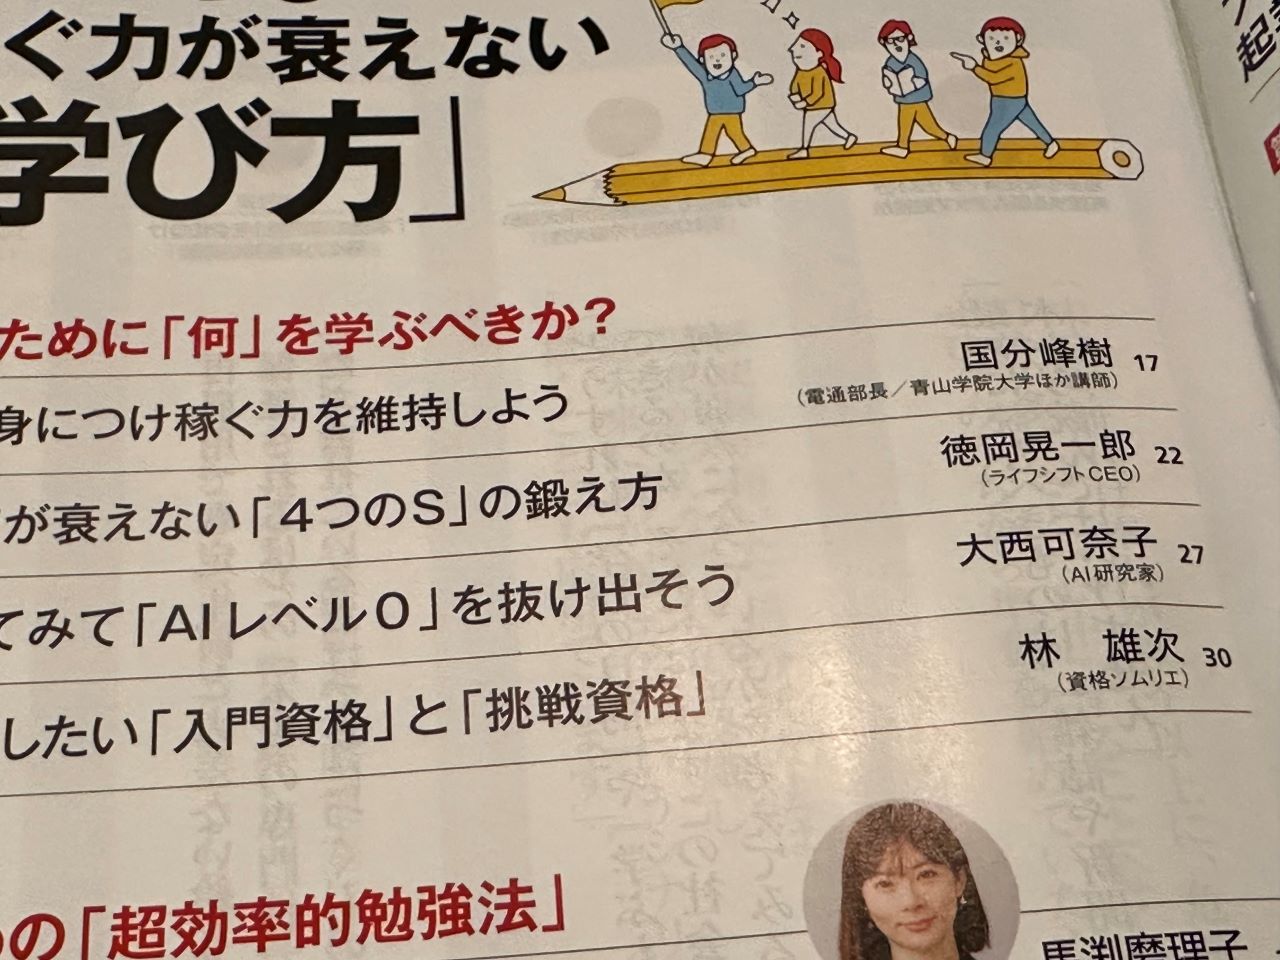 ぐ力が衰えない
学び方」
ために「何」を学ぶべきか?
身につけ稼ぐ力を維持しよう
国分峰樹 17
(電通部長/青山学院大学ほか講師)
が衰えない「4つのS」の鍛え方
徳岡晃一郎 22
(ライフシフトCEO)
てみて「AIレベル0」を抜け出そう
大西可奈子 27
(AI研究家)
したい「入門資格」と「挑戦資格」
林 雄次 30
(資格ソムリエ)
の「超効率的勉強法」
馬渕磨理子
起